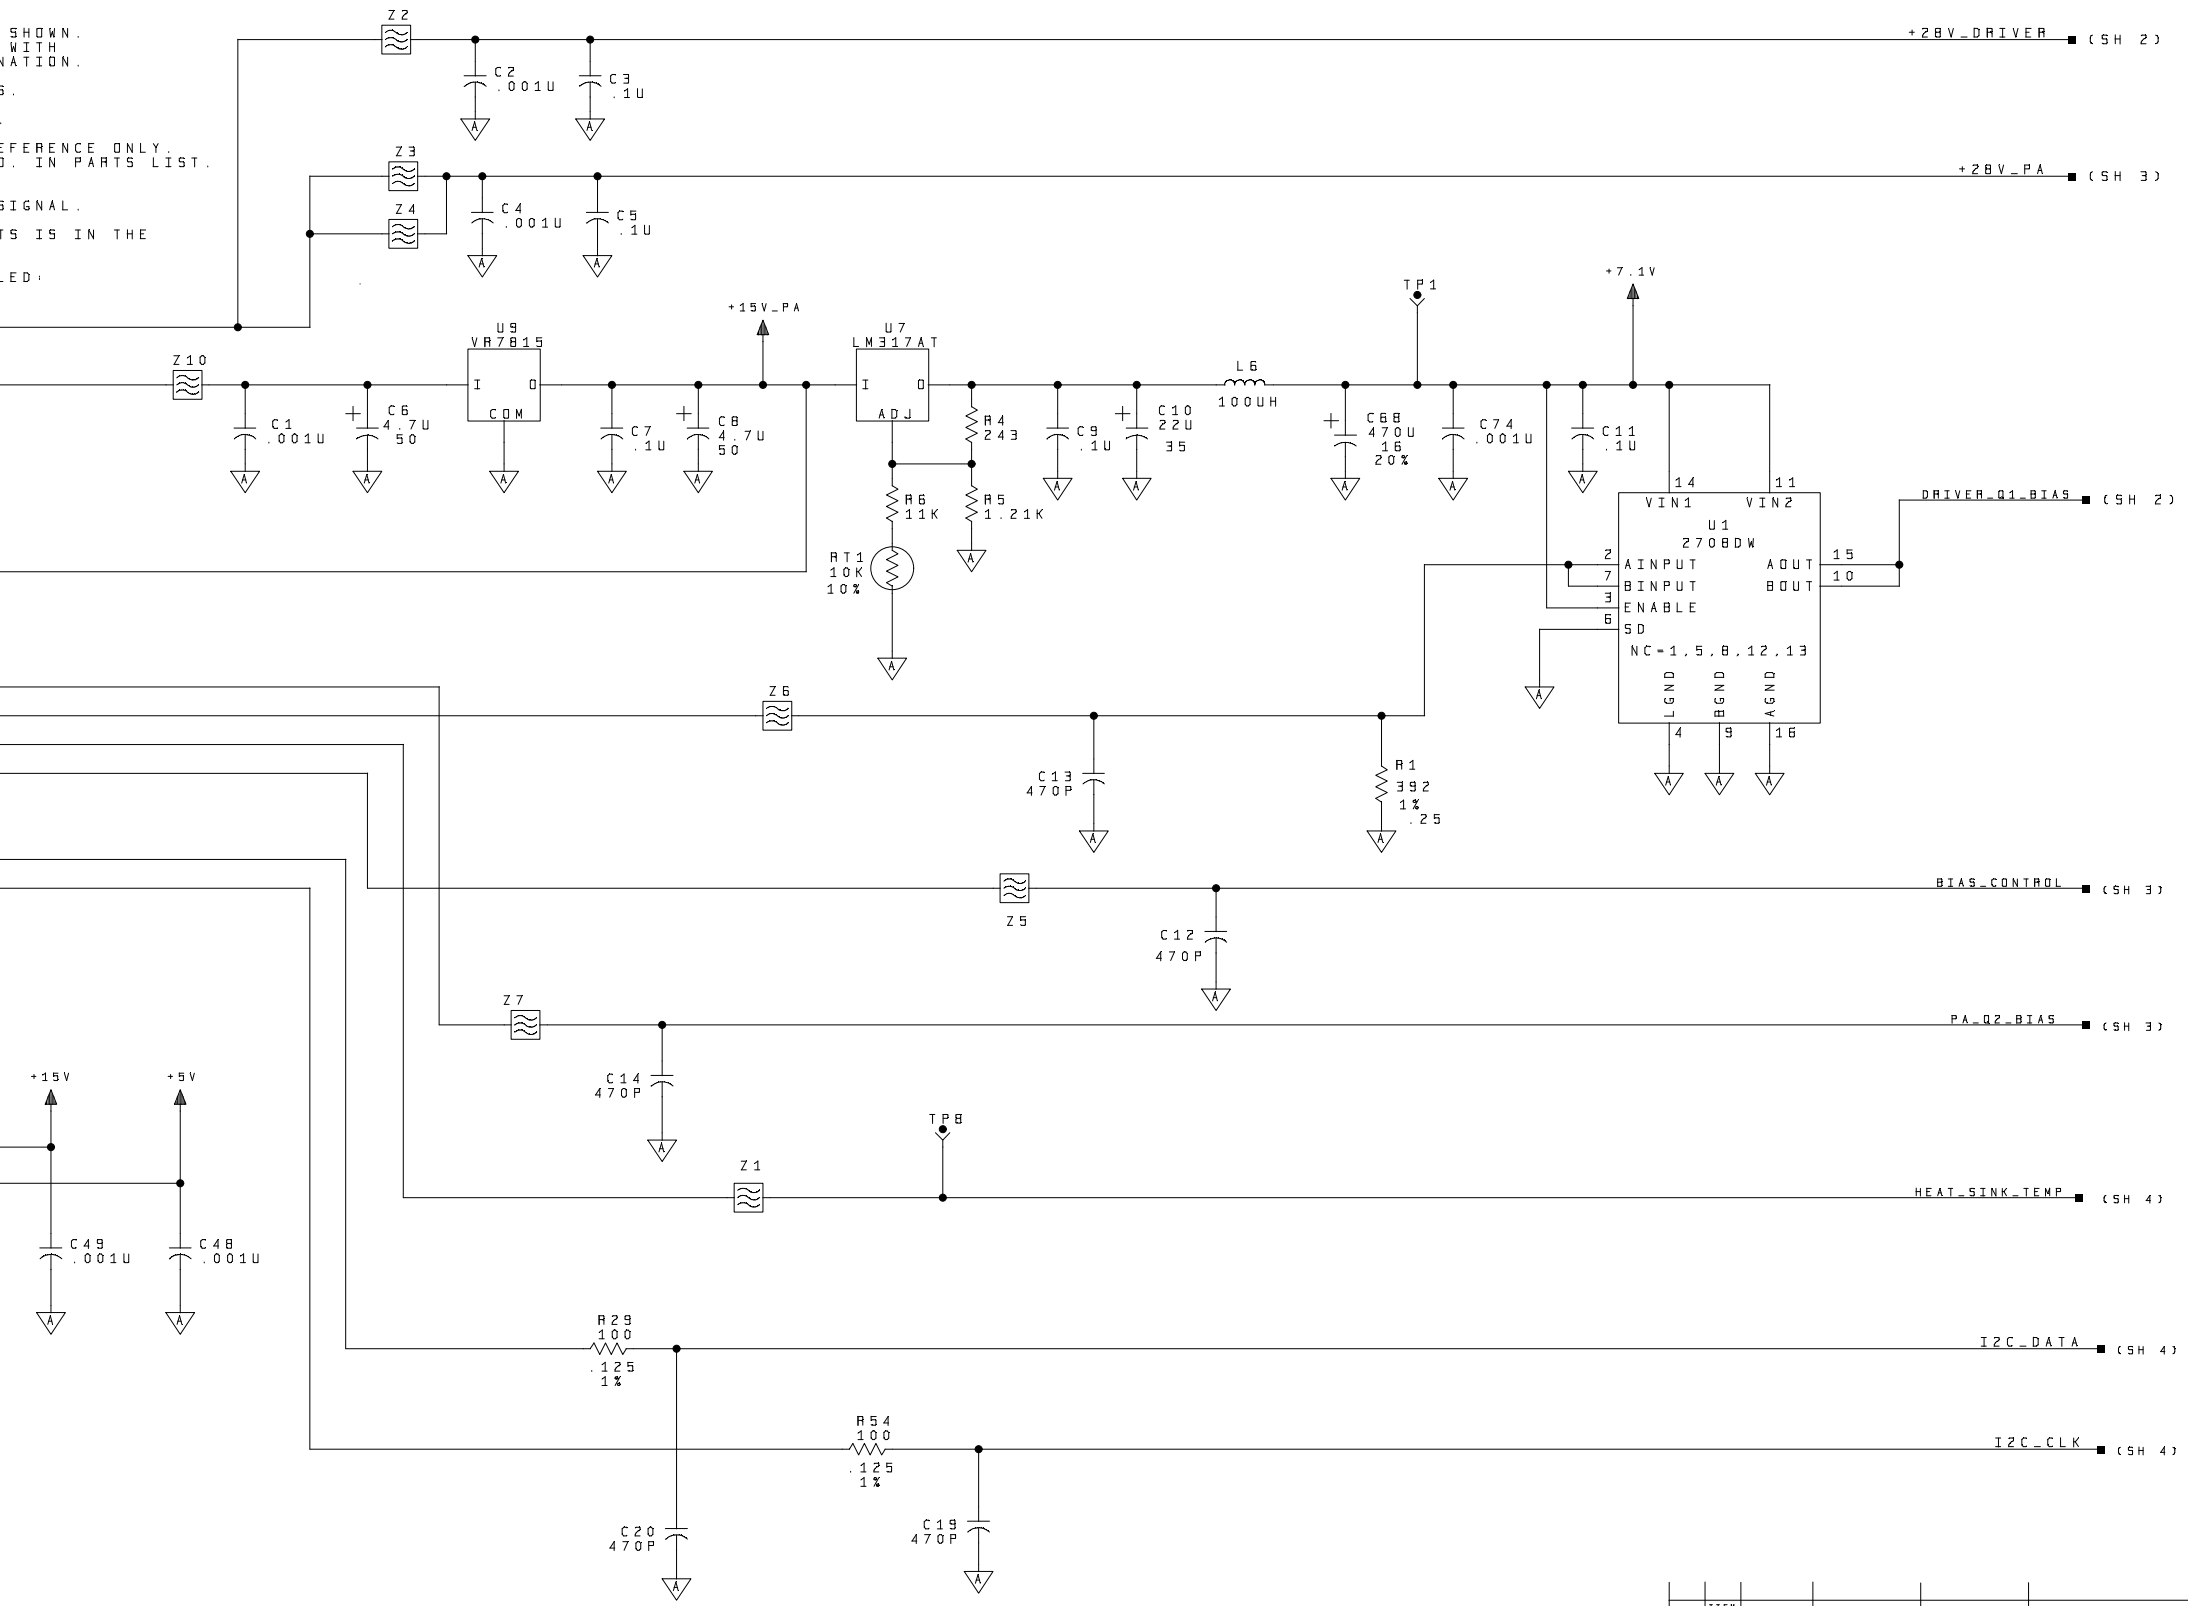 SHOWN.
WITH
NATION.
S.
.
EFERENCE ONLY.
O. IN PARTS LIST.
SIGNAL.
TS IS IN THE
LED:
Z2
C2
.001U
C3
.1U
A
A
+28V_DRIVER
(SH 2)
Z3
Z4
C4
.001U
C5
.1U
A
A
+28V_PA
(SH 3)
Z10
C1
.001U
A
+
C6
4.7U
50
A
U9
VR7815
I
O
COM
A
C7
.1U
A
+
C8
4.7U
50
A
+15V_PA
U7
LM317AT
I
O
ADJ
R4
243
R6
11K
R5
1.21K
A
RT1
10K
10%
A
C9
.1U
A
+
C10
22U
35
A
L6
100UH
TP1
+
C68
470U
16
20%
A
C74
.001U
A
C11
.1U
A
+7.1V
14
11
VIN1
VIN2
U1
2708DW
2
AINPUT
AOUT
15
7
BINPUT
BOUT
10
3
ENABLE
6
SD
NC=1,5,8,12,13
LGND
BGND
AGND
4
9
16
A
A
A
A
DRIVER_Q1_BIAS
(SH 2)
Z6
C13
470P
A
R1
392
1%
.25
A
Z5
C12
470P
A
BIAS_CONTROL
(SH 3)
Z7
C14
470P
A
PA_Q2_BIAS
(SH 3)
+15V
+5V
C49
.001U
C48
.001U
A
A
Z1
TP8
HEAT_SINK_TEMP
(SH 4)
R29
100
.125
1%
C20
470P
A
I2C_DATA
(SH 4)
R54
100
.125
1%
C19
470P
A
I2C_CLK
(SH 4)